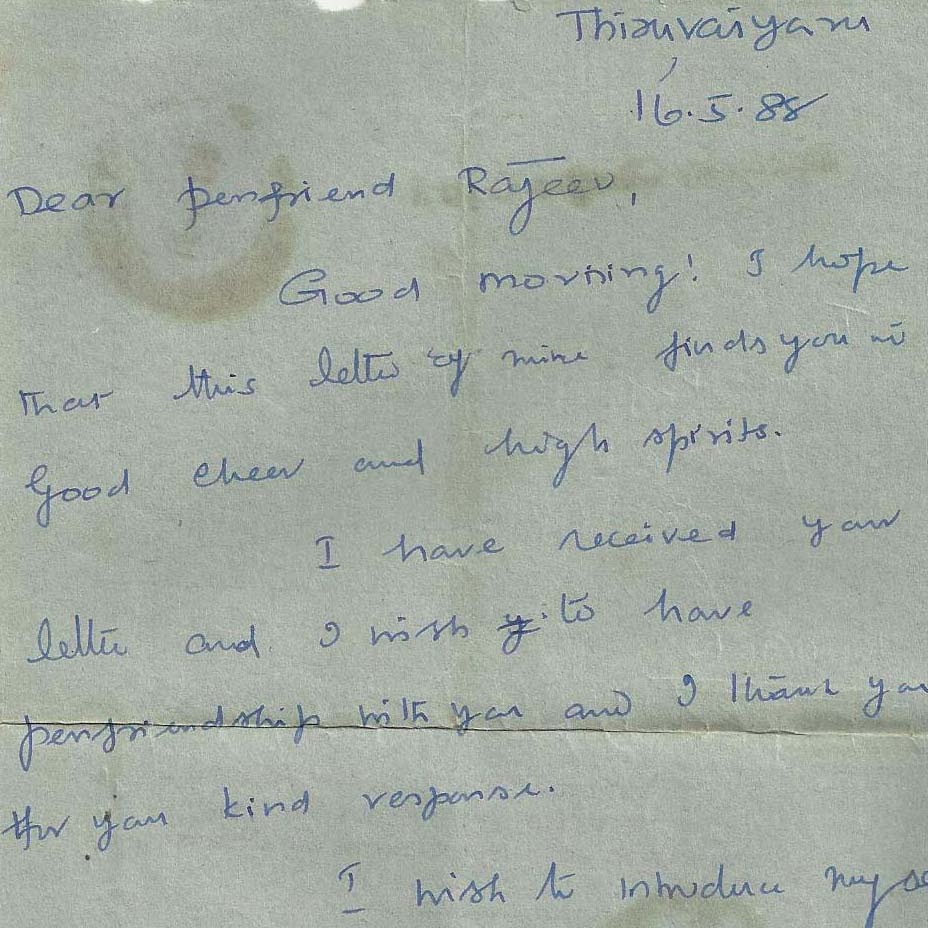 Thiruvaiyaru
16.5.88
Dear penfriend Rajeev,
Good morning! I hope
that this letter of mine finds you in
Good cheer and high spirits.
I have received your
letter and I wish to have
penfriendship with you and I thank you
for your kind response.
I wish to introduce myse